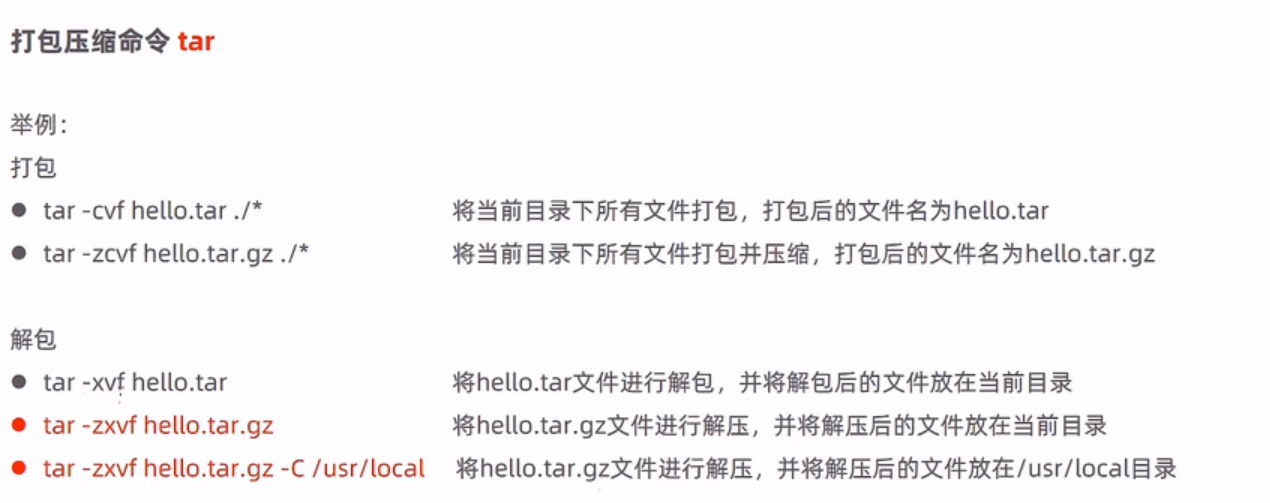 打包压缩命令 tar
举例：
打包
● tar -cvf hello.tar ./* 将当前目录下所有文件打包，打包后的文件名为hello.tar
● tar -zcvf hello.tar.gz ./* 将当前目录下所有文件打包并压缩，打包后的文件名为hello.tar.gz
解包
● tar -xvf hello.tar 将hello.tar文件进行解包，并将解包后的文件放在当前目录
● tar -zxvf hello.tar.gz 将hello.tar.gz文件进行解压，并将解压后的文件放在当前目录
● tar -zxvf hello.tar.gz -C /usr/local 将hello.tar.gz文件进行解压，并将解压后的文件放在/usr/local目录